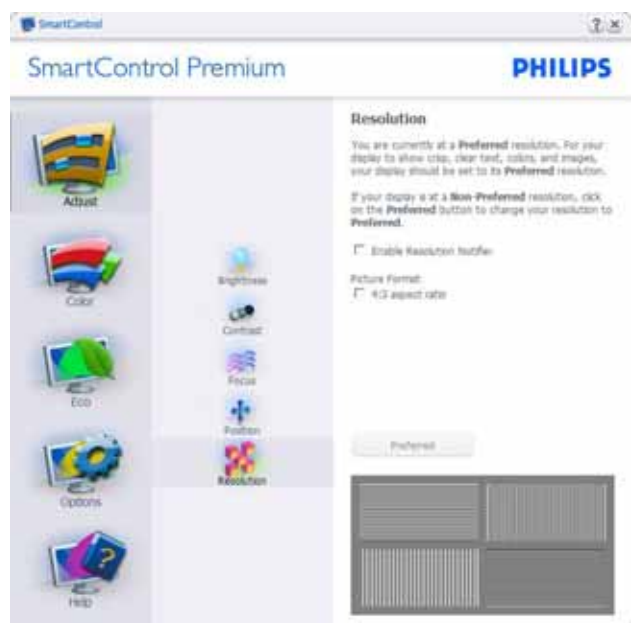 SmartControl
? x
SmartControl Premium
PHILIPS
Adjust
Color
Eco
Options
Help
Brightness
Contrast
Focus
Position
Resolution
Resolution
You are currently at a Preferred resolution. For your
display to show crisp, clear text, colors, and images,
your display should be set to its Preferred resolution.
If your display is at a Non-Preferred resolution, click
on the Preferred button to change your resolution to
Preferred.
Enable Resolution Notifier
Picture Format:
4:3 aspect ratio
Preferred